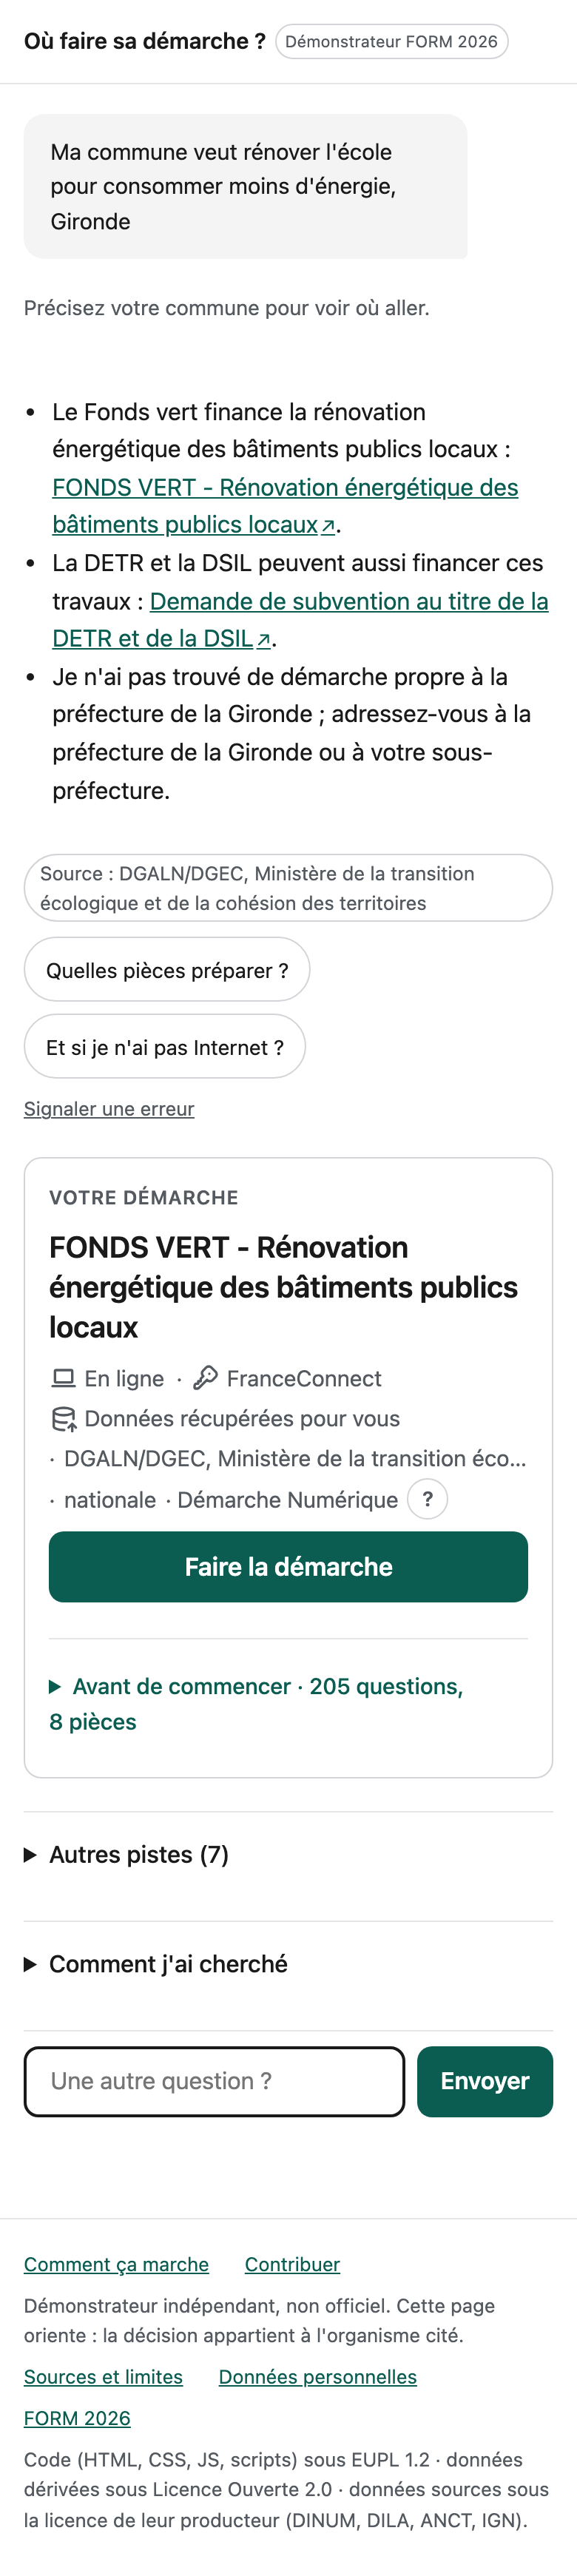 Où faire sa démarche ? Démonstrateur FORM 2026
Ma commune veut rénover l'école
pour consommer moins d'énergie,
Gironde
Précisez votre commune pour voir où aller.
• Le Fonds vert finance la rénovation
énergétique des bâtiments publics locaux :
FONDS VERT - Rénovation énergétique des
bâtiments publics locaux↗.
• La DETR et la DSIL peuvent aussi financer ces
travaux : Demande de subvention au titre de la
DETR et de la DSIL↗.
• Je n'ai pas trouvé de démarche propre à la
préfecture de la Gironde ; adressez-vous à la
préfecture de la Gironde ou à votre sous-
préfecture.
Source : DGALN/DGEC, Ministère de la transition
écologique et de la cohésion des territoires
Quelles pièces préparer ?
Et si je n'ai pas Internet ?
Signaler une erreur
VOTRE DÉMARCHE
FONDS VERT - Rénovation
énergétique des bâtiments publics
locaux
En ligne · FranceConnect
Données récupérées pour vous
· DGALN/DGEC, Ministère de la transition éco...
· nationale · Démarche Numérique ?
Faire la démarche
▶ Avant de commencer · 205 questions,
8 pièces
▶ Autres pistes (7)
▶ Comment j'ai cherché
Une autre question ? Envoyer
Comment ça marche Contribuer
Démonstrateur indépendant, non officiel. Cette page
oriente : la décision appartient à l'organisme cité.
Sources et limites Données personnelles
FORM 2026
Code (HTML, CSS, JS, scripts) sous EUPL 1.2 · données
dérivées sous Licence Ouverte 2.0 · données sources sous
la licence de leur producteur (DINUM, DILA, ANCT, IGN).